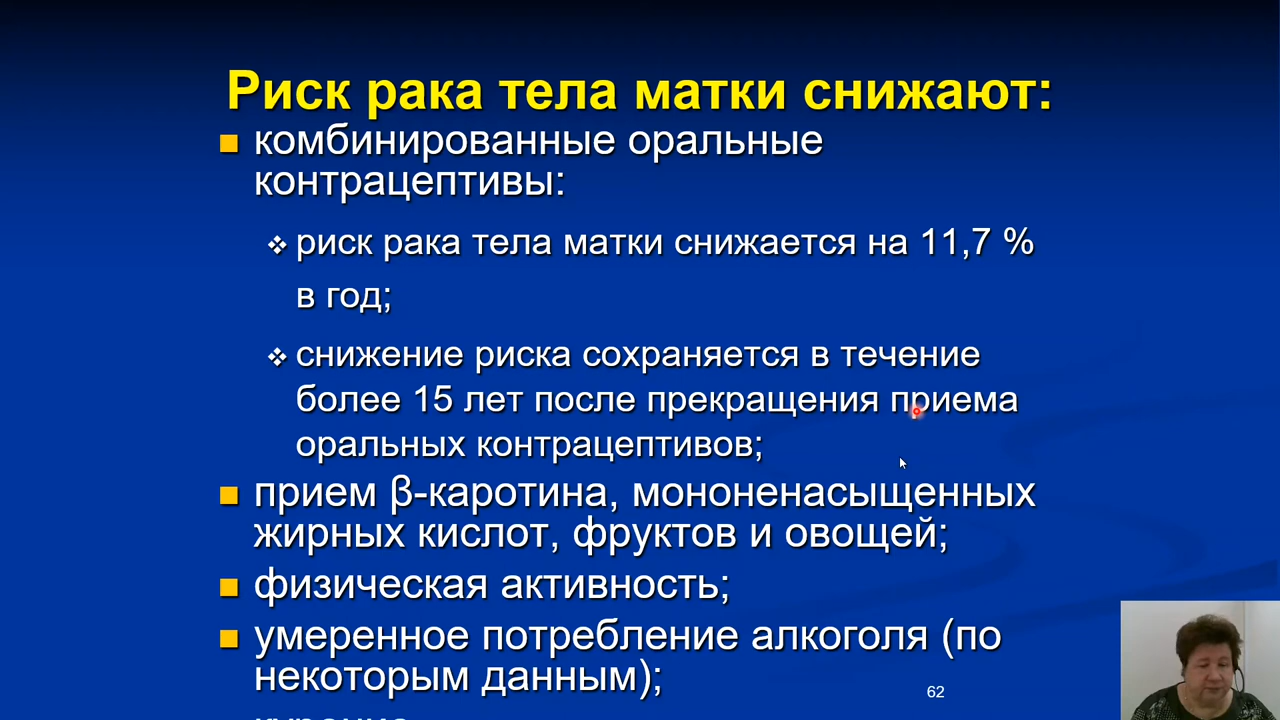 Риск рака тела матки снижают:
комбинированные оральные
контрацептивы:
риск рака тела матки снижается на 11,7 %
в год;
снижение риска сохраняется в течение
более 15 лет после прекращения приема
оральных контрацептивов;
прием β-каротина, мононенасыщенных
жирных кислот, фруктов и овощей;
физическая активность;
умеренное потребление алкоголя (по
некоторым данным);
62